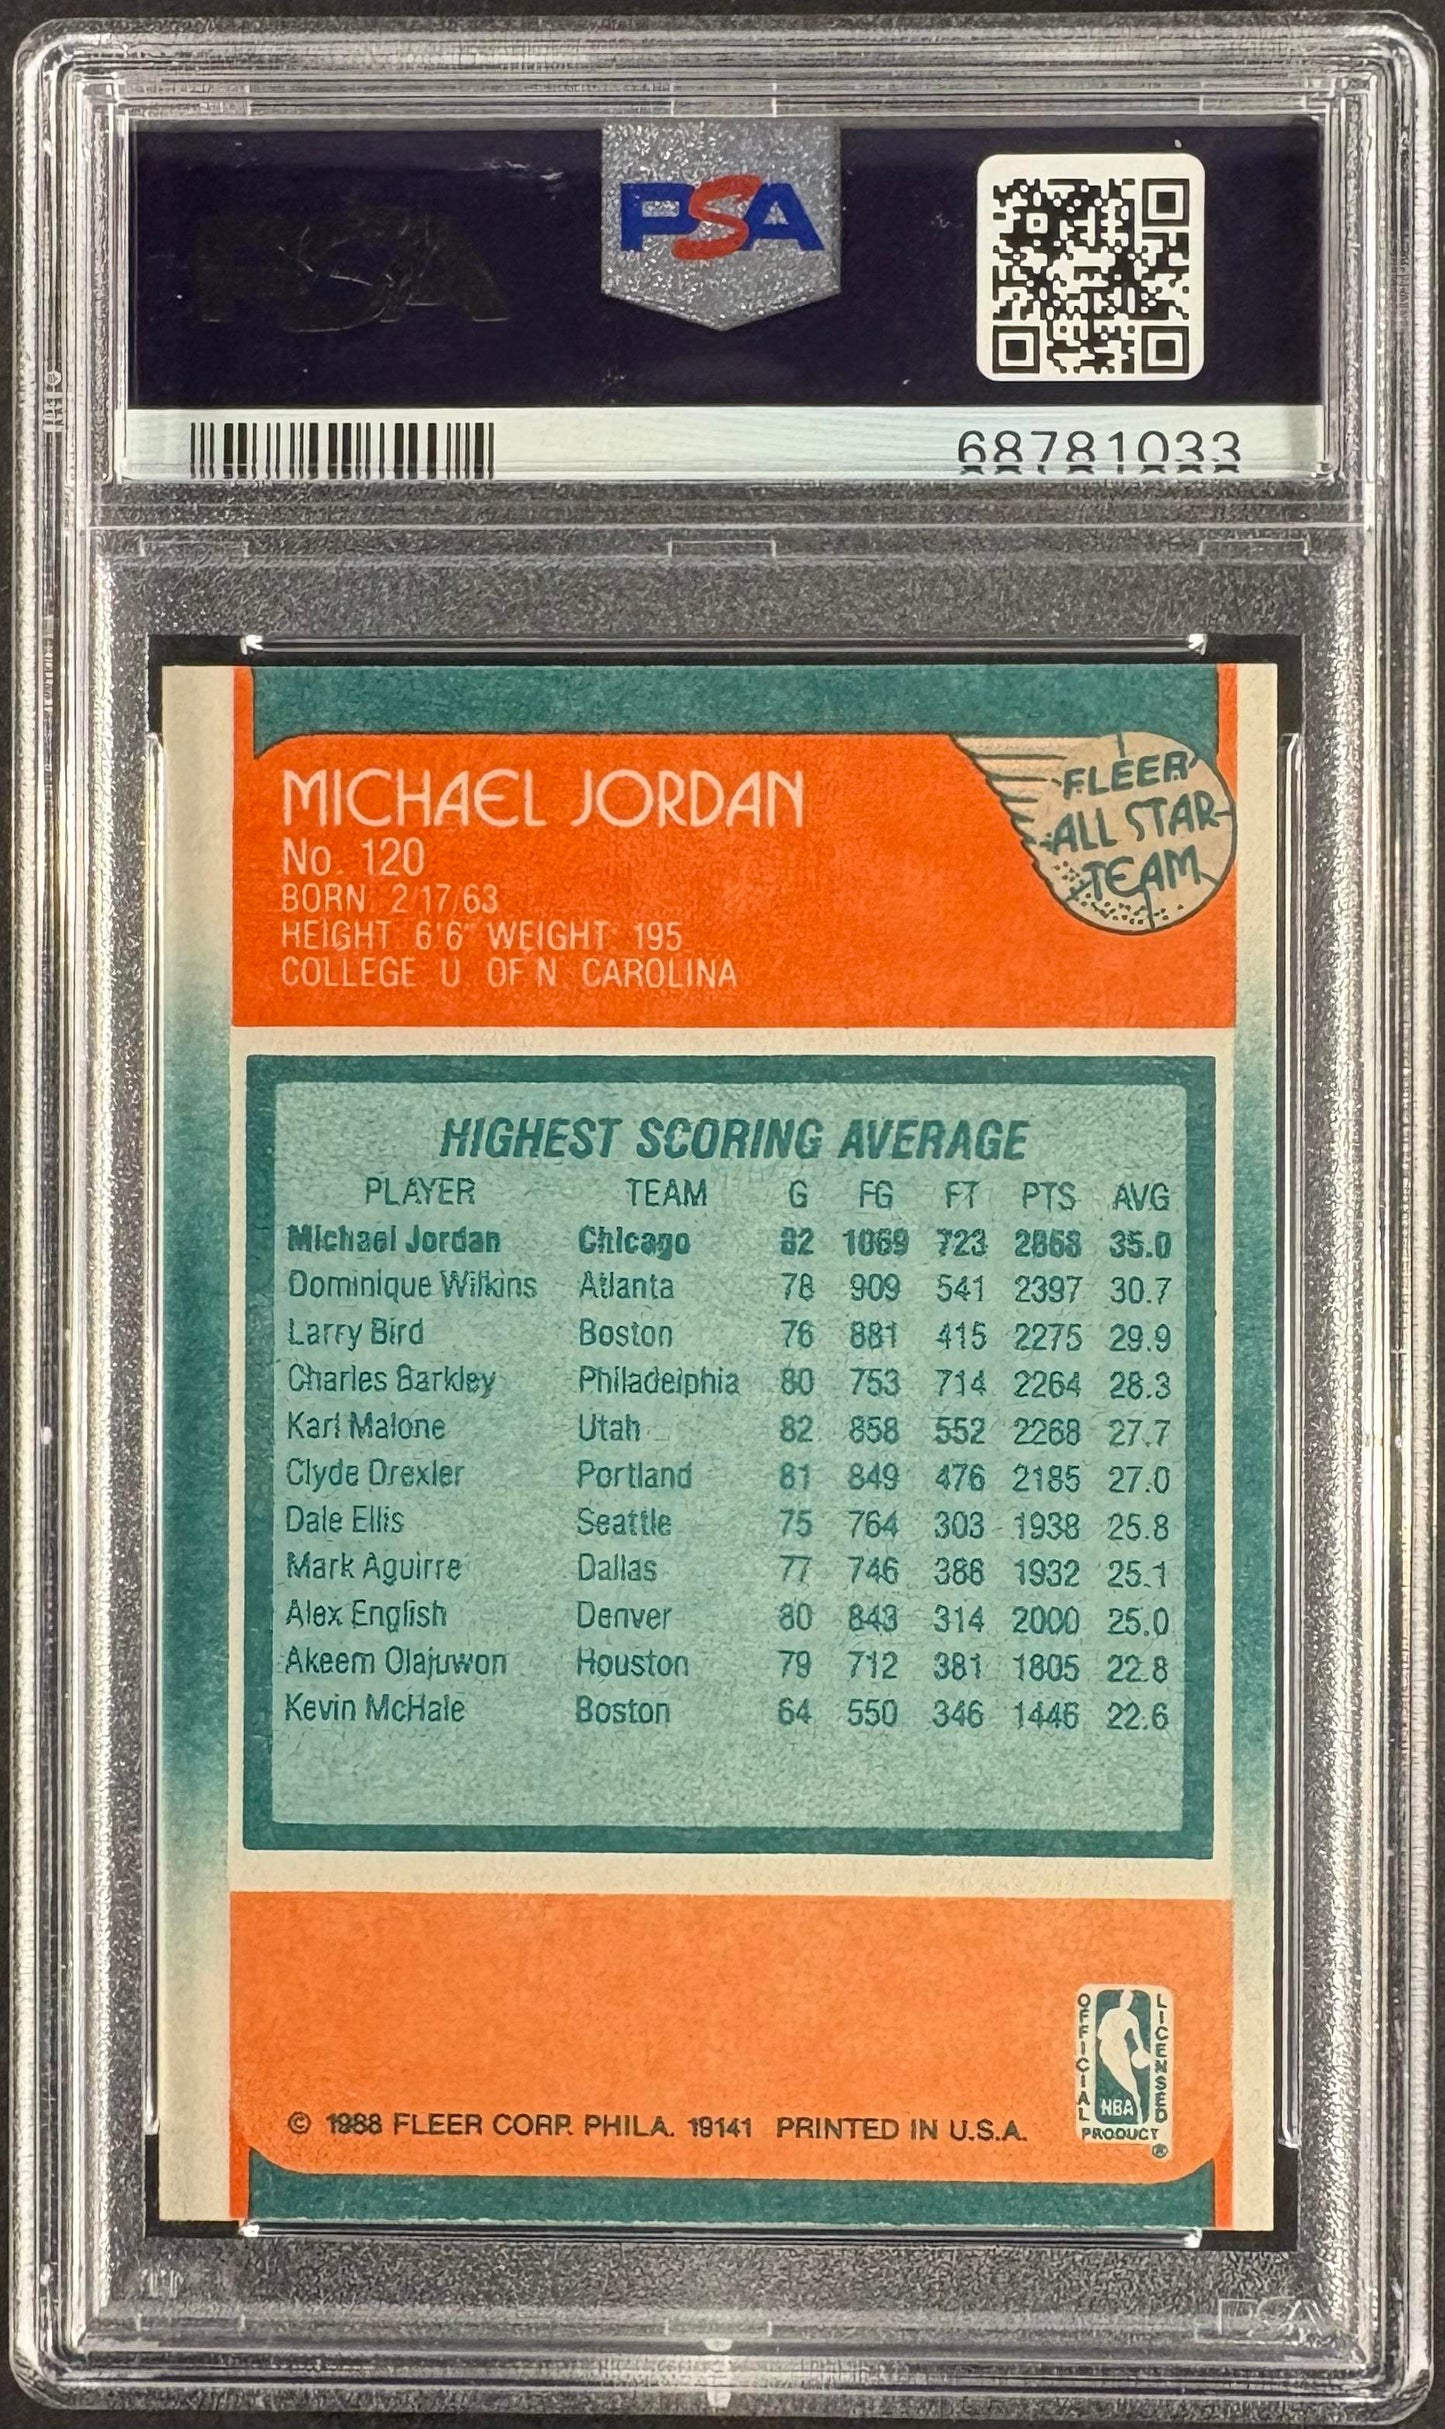 PSA
PSA
68781033
MICHAEL JORDAN
No. 120
BORN: 2/17/63
HEIGHT: 6'6" WEIGHT: 195
COLLEGE: U. OF N. CAROLINA
FLEER
ALL STAR
TEAM
HIGHEST SCORING AVERAGE
PLAYER TEAM G FG FT PTS AVG
Michael Jordan Chicago 82 1069 723 2868 35.0
Dominique Wilkins Atlanta 78 909 541 2397 30.7
Larry Bird Boston 76 881 415 2275 29.9
Charles Barkley Philadelphia 80 753 714 2264 28.3
Karl Malone Utah 82 858 552 2268 27.7
Clyde Drexler Portland 81 849 476 2185 27.0
Dale Ellis Seattle 75 764 303 1938 25.8
Mark Aguirre Dallas 77 746 386 1932 25.1
Alex English Denver 80 843 314 2000 25.0
Akeem Olajuwon Houston 79 712 381 1805 22.8
Kevin McHale Boston 64 550 346 1446 22.6
OFFICIAL
LICENSED
NBA
PRODUCT
®
© 1988 FLEER CORP. PHILA. 19141 PRINTED IN U.S.A.
PSA